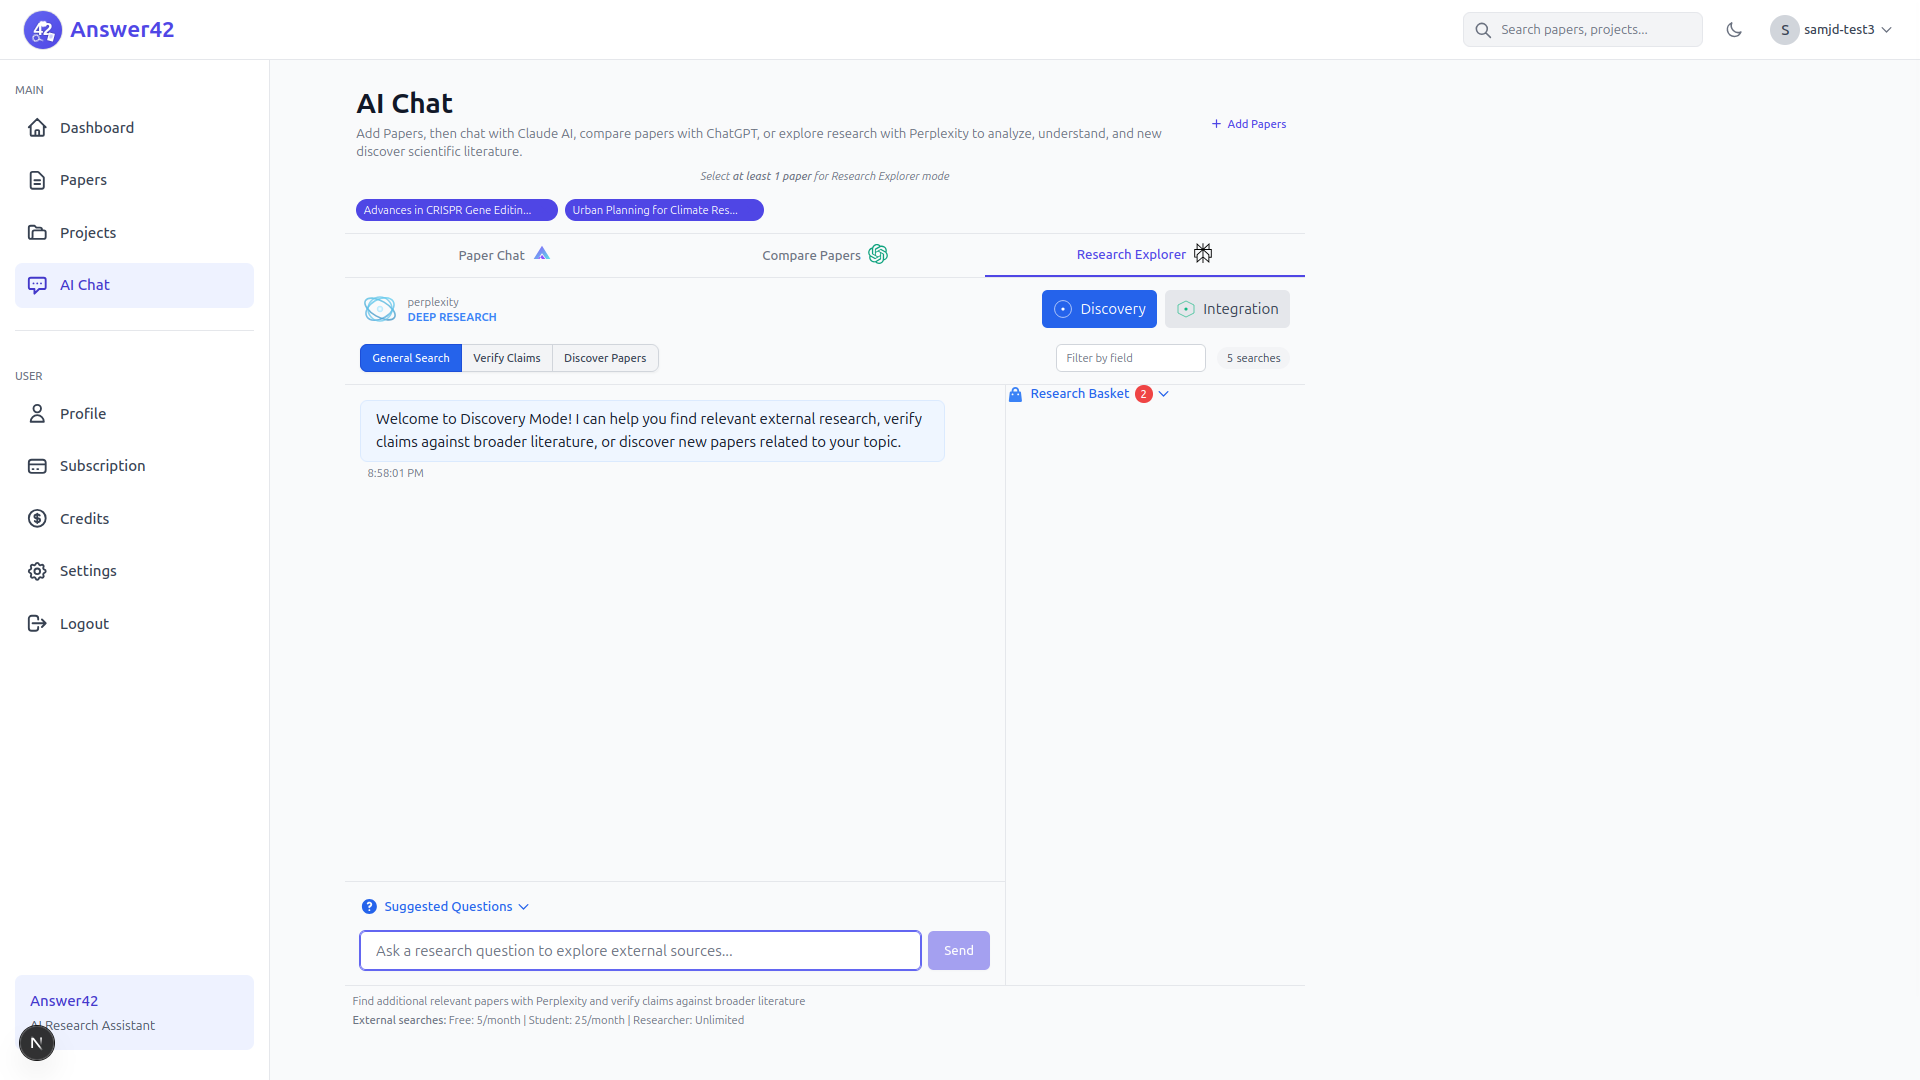 Answer42
Search papers, projects...
S
samjd-test3
MAIN
Dashboard
Papers
Projects
AI Chat
USER
Profile
Subscription
Credits
Settings
Logout
Answer42
AI Research Assistant
N
AI Chat
Add Papers, then chat with Claude AI, compare papers with ChatGPT, or explore research with Perplexity to analyze, understand, and new
discover scientific literature.
+ Add Papers
Select at least 1 paper for Research Explorer mode
Advances in CRISPR Gene Editin...
Urban Planning for Climate Res...
Paper Chat
Compare Papers
Research Explorer
perplexity
DEEP RESEARCH
Discovery
Integration
General Search
Verify Claims
Discover Papers
Filter by field
5 searches
Welcome to Discovery Mode! I can help you find relevant external research, verify
claims against broader literature, or discover new papers related to your topic.
8:58:01 PM
Research Basket 2
? Suggested Questions
Ask a research question to explore external sources...
Send
Find additional relevant papers with Perplexity and verify claims against broader literature
External searches: Free: 5/month | Student: 25/month | Researcher: Unlimited